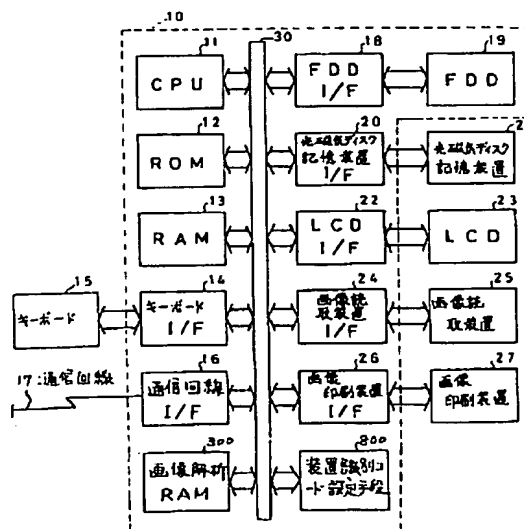 10
30
11
CPU
18
FDD
I/F
19
FDD
12
ROM
20
光磁気ディスク
記憶装置
I/F
2
光磁気ディスク
記憶装置
13
RAM
22
LCD
I/F
23
LCD
15
キーボード
14
キーボード
I/F
24
画像読
取装置
I/F
25
画像読
取装置
17:通信回線
16
通信回線
I/F
26
画像
印刷装置
I/F
27
画像
印刷装置
300
画像解析
RAM
800
装置識別コ
ード設定手段